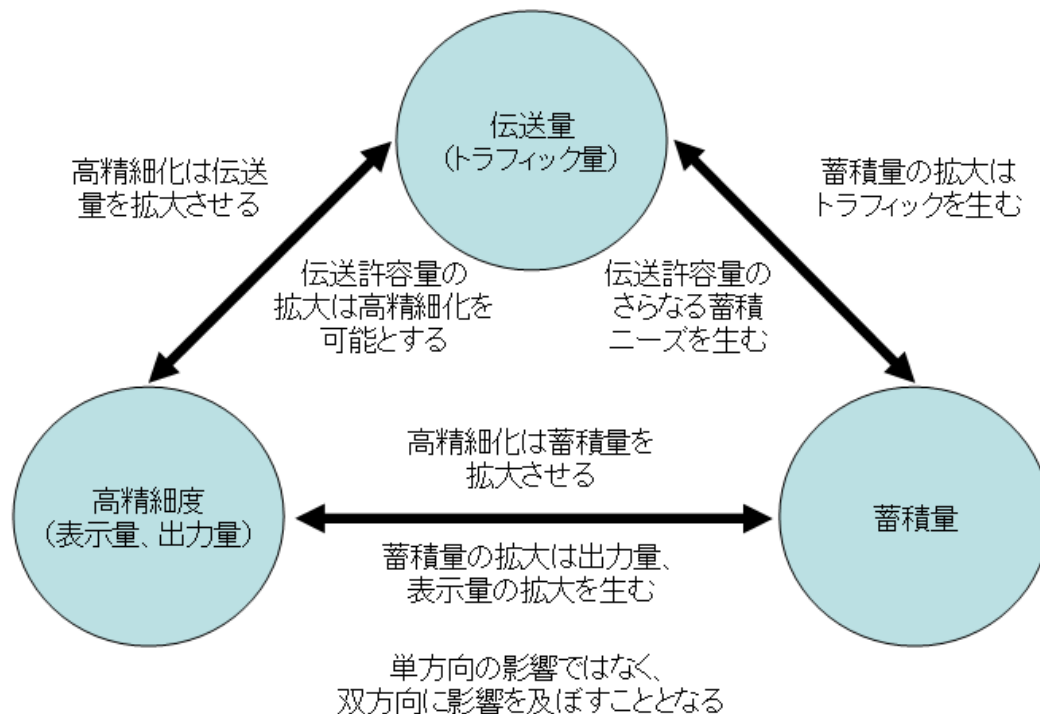 伝送量
（トラフィック量）
高精細化は伝送
量を拡大させる
蓄積量の拡大は
トラフィックを生む
伝送許容量の
拡大は高精細化を
可能とする
伝送許容量の
さらなる蓄積
ニーズを生む
高精細度
（表示量、出力量）
高精細化は蓄積量を
拡大させる
蓄積量
蓄積量の拡大は出力量、
表示量の拡大を生む
単方向の影響ではなく、
双方向に影響を及ぼすこととなる